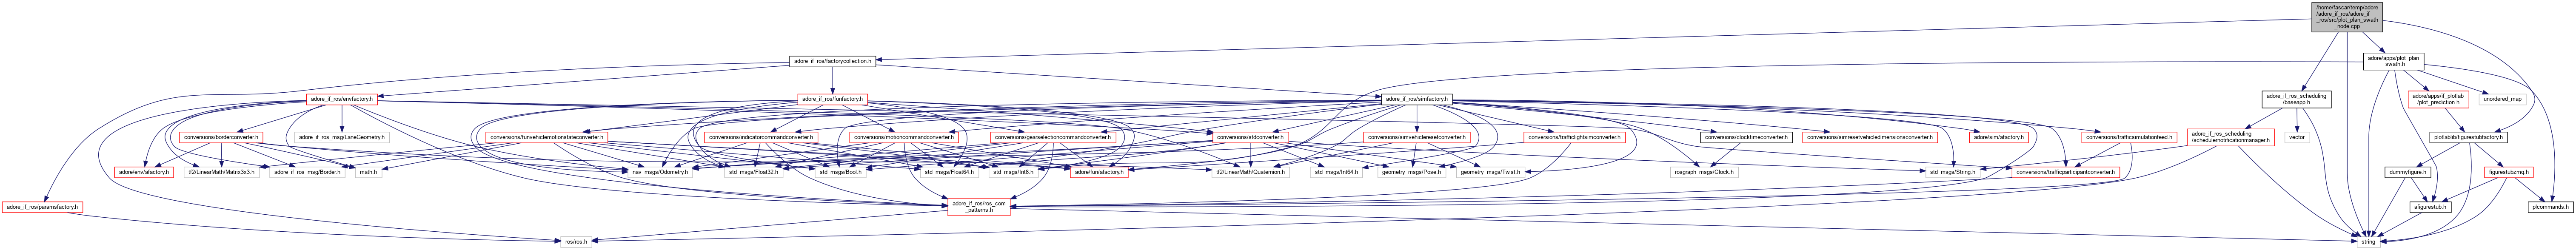 /home/fascar/temp/adore
/adore_if_ros/adore_if
_ros/src/plot_plan_swath
_node.cpp
adore_if_ros/factorycollection.h
adore/apps/plot_plan
_swath.h
adore_if_ros/envfactory.h
adore_if_ros/funfactory.h
adore_if_ros/simfactory.h
adore_if_ros_scheduling
/baseapp.h
adore/apps/if_plotlab
/plot_prediction.h
unordered_map
conversions/borderconverter.h
adore_if_ros_msg/LaneGeometry.h
conversions/funvehiclemotionstateconverter.h
conversions/indicatorcommandconverter.h
conversions/motioncommandconverter.h
conversions/gearselectioncommandconverter.h
conversions/stdconverter.h
conversions/simvehicleresetconverter.h
conversions/trafficlightsimconverter.h
conversions/clocktimeconverter.h
conversions/simresetvehicledimensionsconverter.h
adore/sim/afactory.h
conversions/trafficsimulationfeed.h
adore_if_ros_scheduling
/schedulenotificationmanager.h
vector
plotlablib/figurestubfactory.h
adore/env/afactory.h
tf2/LinearMath/Matrix3x3.h
adore_if_ros_msg/Border.h
math.h
nav_msgs/Odometry.h
std_msgs/Float32.h
std_msgs/Bool.h
std_msgs/Float64.h
std_msgs/Int8.h
adore/fun/afactory.h
tf2/LinearMath/Quaternion.h
std_msgs/Int64.h
geometry_msgs/Pose.h
geometry_msgs/Twist.h
rosgraph_msgs/Clock.h
std_msgs/String.h
conversions/trafficparticipantconverter.h
dummyfigure.h
figurestubzmq.h
adore_if_ros/paramsfactory.h
adore_if_ros/ros_com
_patterns.h
afigurestub.h
plcommands.h
ros/ros.h
string